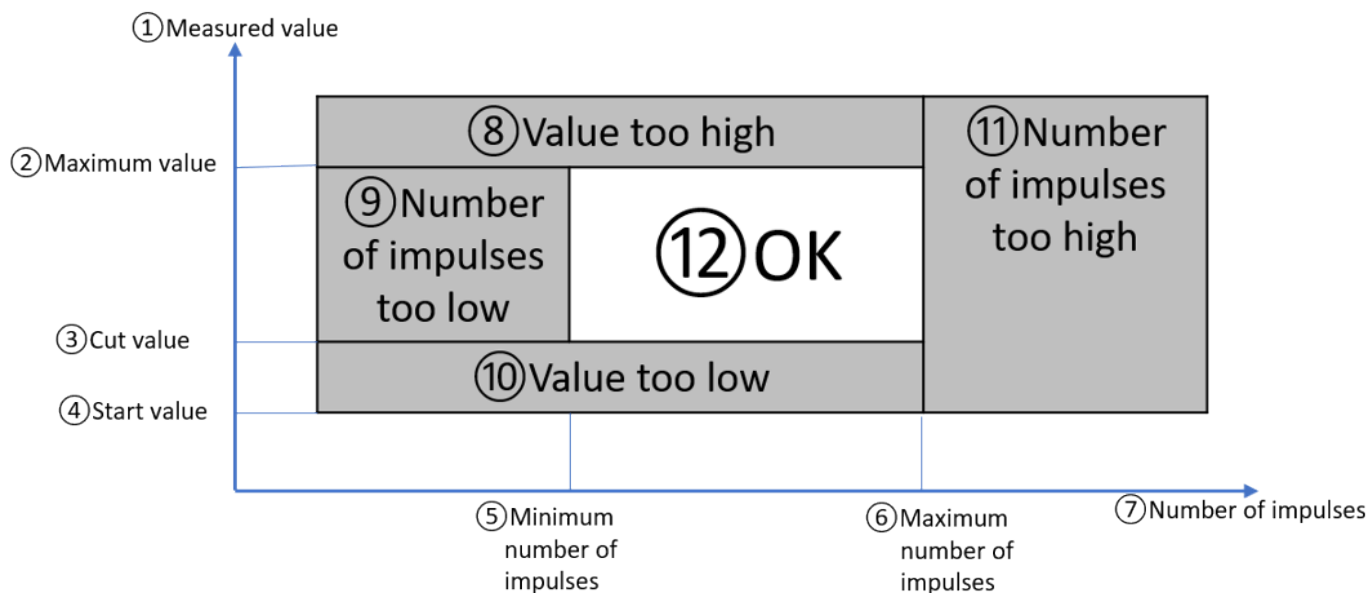 ①Measured value
⑧Value too high
⑪Number
of impulses
too high
②Maximum value
⑨Number
of impulses
too low
⑫OK
③Cut value
⑩Value too low
④Start value
⑤Minimum
number of
impulses
⑥Maximum
number of
impulses
⑦Number of impulses